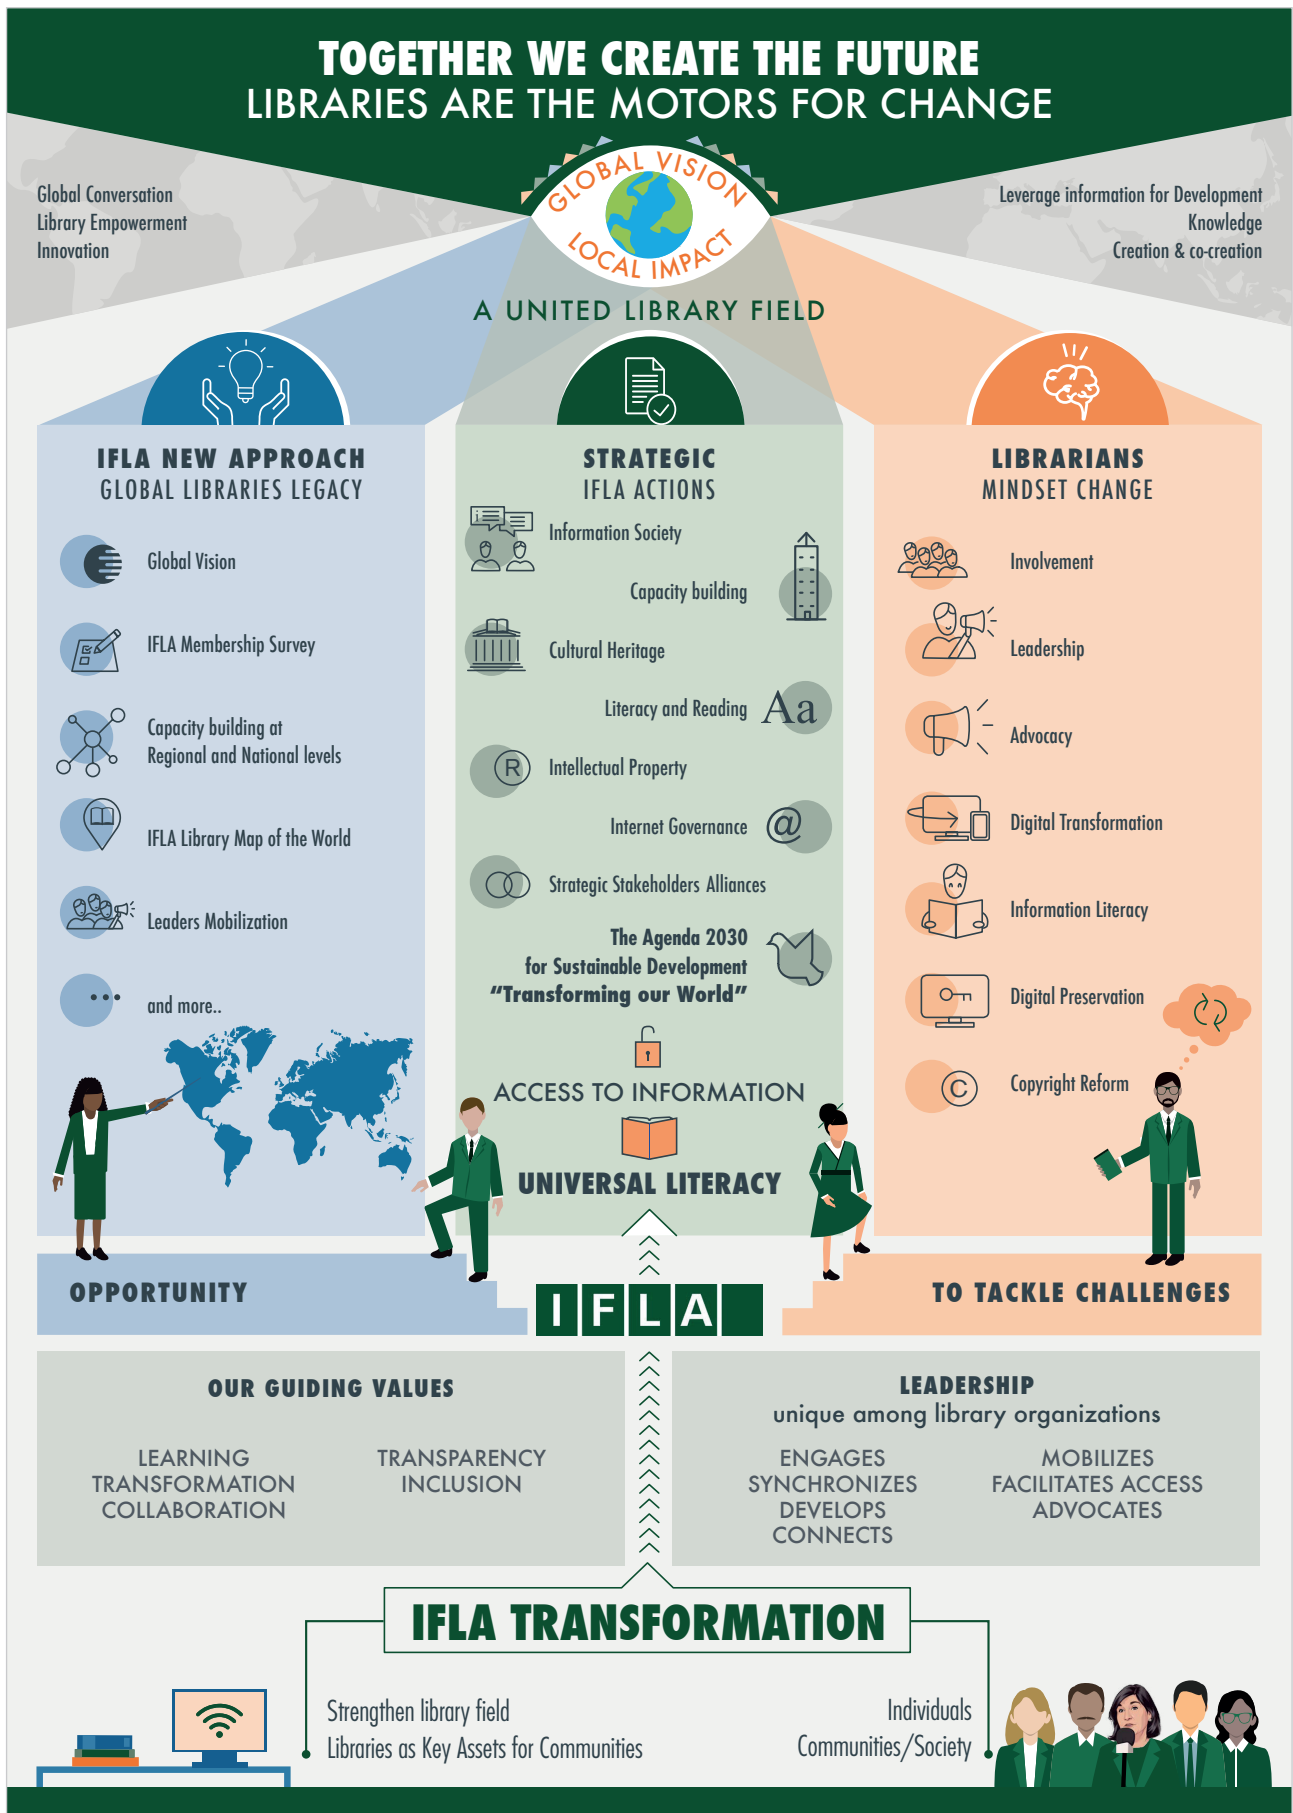 TOGETHER WE CREATE THE FUTURE
LIBRARIES ARE THE MOTORS FOR CHANGE
Global Conversation
Library Empowerment
Innovation
GLOBAL VISION
LOCAL IMPACT
Leverage information for Development
Knowledge
Creation & co-creation
A UNITED LIBRARY FIELD
IFLA NEW APPROACH
GLOBAL LIBRARIES LEGACY
Global Vision
IFLA Membership Survey
Capacity building at
Regional and National levels
IFLA Library Map of the World
Leaders Mobilization
and more..
STRATEGIC
IFLA ACTIONS
i
Information Society
Capacity building
Cultural Heritage
Literacy and Reading
Aa
R
Intellectual Property
Internet Governance
@
Strategic Stakeholders Alliances
The Agenda 2030
for Sustainable Development
“Transforming our World”
ACCESS TO INFORMATION
UNIVERSAL LITERACY
LIBRARIANS
MINDSET CHANGE
Involvement
Leadership
Advocacy
Digital Transformation
Information Literacy
Digital Preservation
C
Copyright Reform
OPPORTUNITY
IFLA
TO TACKLE CHALLENGES
OUR GUIDING VALUES
LEARNING
TRANSFORMATION
COLLABORATION
TRANSPARENCY
INCLUSION
LEADERSHIP
unique among library organizations
ENGAGES
SYNCHRONIZES
DEVELOPS
CONNECTS
MOBILIZES
FACILITATES ACCESS
ADVOCATES
IFLA TRANSFORMATION
Strengthen library field
Libraries as Key Assets for Communities
Individuals
Communities/Society